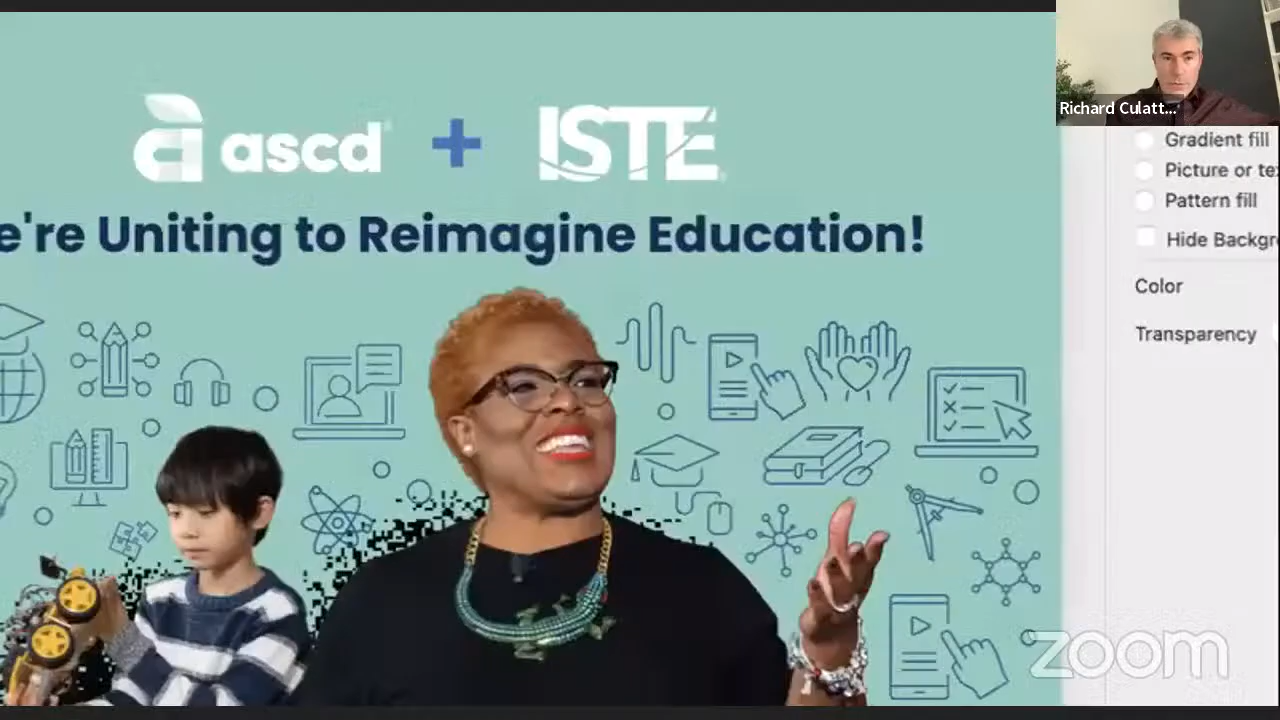 ascd + ISTE
e're Uniting to Reimagine Education!
Richard Culatt...
Gradient fill
Picture or te
Pattern fill
Hide Backgr
Color
Transparency
zoom